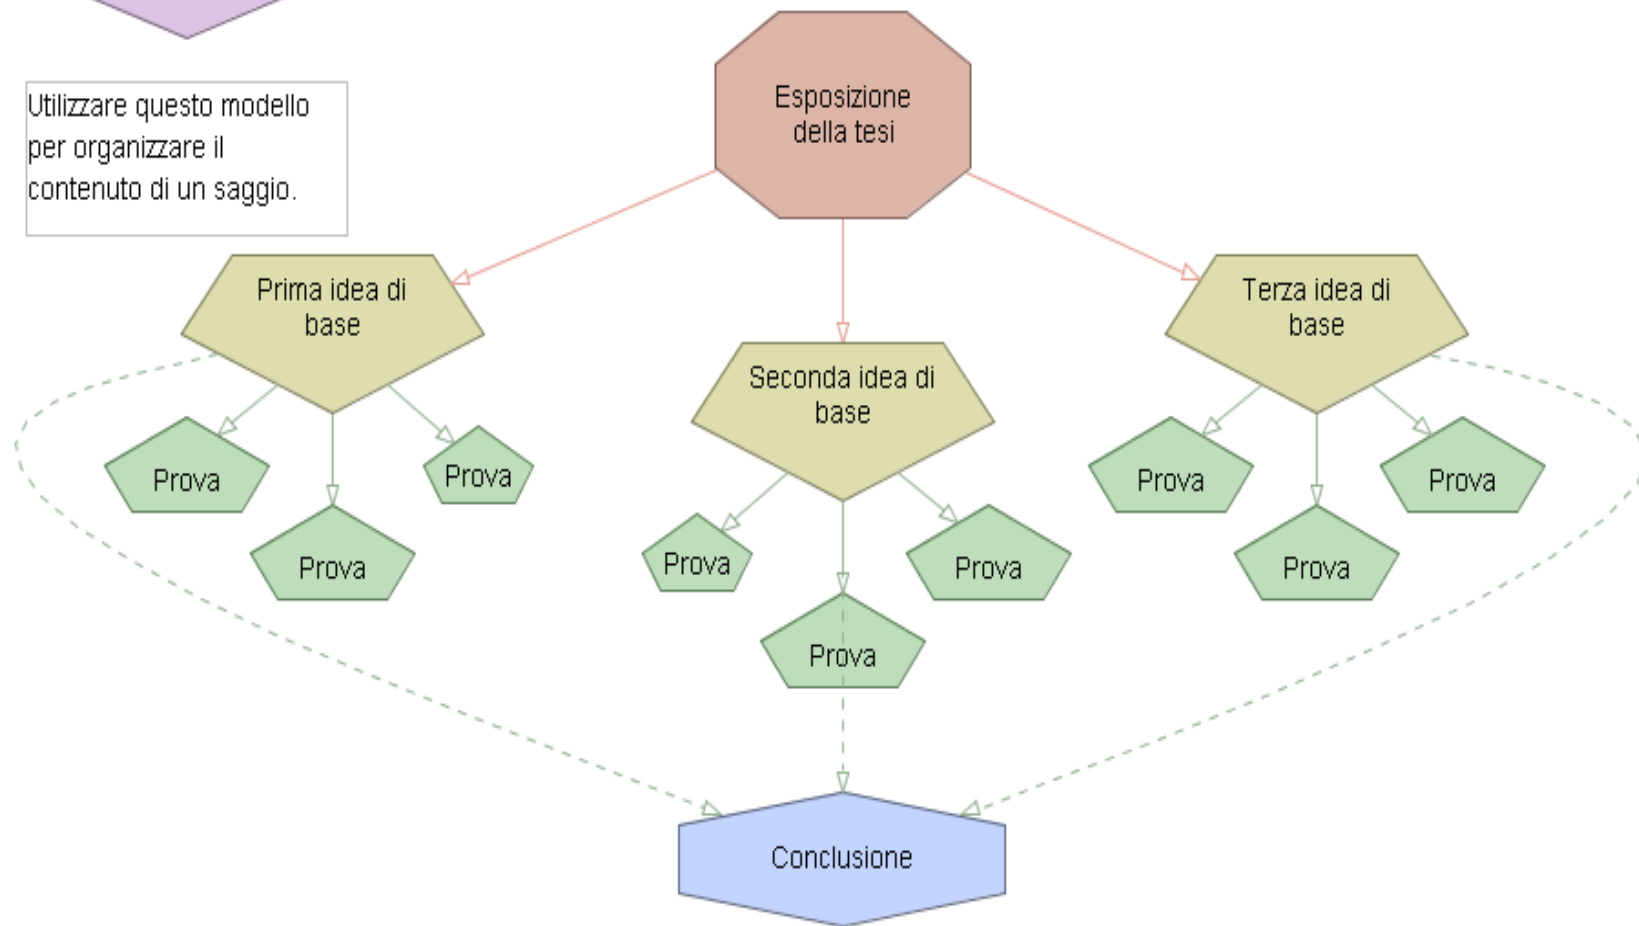 Esposizione
della tesi
Utilizzare questo modello
per organizzare il
contenuto di un saggio.
Prima idea di
base
Seconda idea di
base
Terza idea di
base
Prova
Prova
Prova
Prova
Prova
Prova
Prova
Prova
Prova
Conclusione